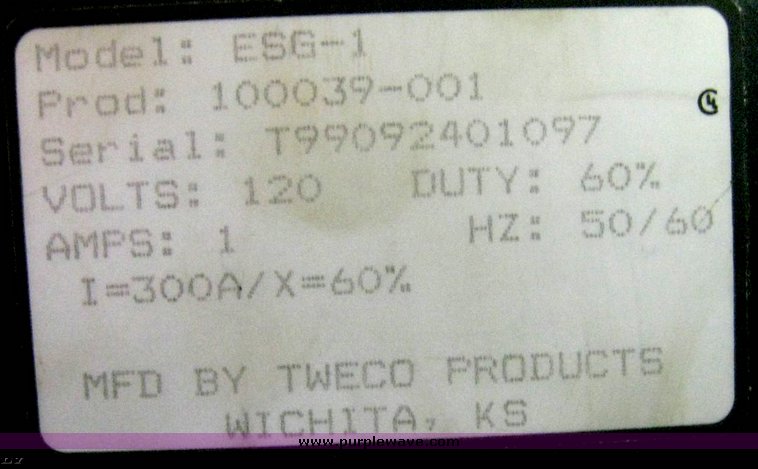 Model: ESG-1
Prod: 100039-001
Serial: T99092401097
VOLTS: 120 DUTY: 60%
AMPS: 1 HZ: 50/60
I=300A/X=60%
MFD BY TWECO PRODUCTS
WICHITA, KS
www.purplewave.com